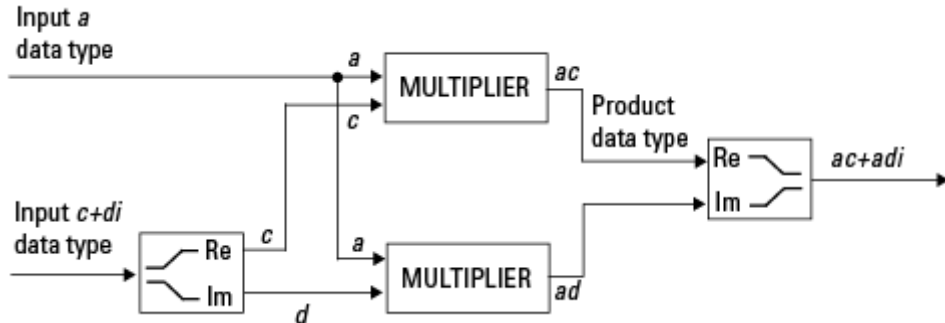 Input a
data type
a
MULTIPLIER
ac
c
Product
data type
Re
Im
ac+adi
Input c+di
data type
Re
Im
c
d
a
MULTIPLIER
ad